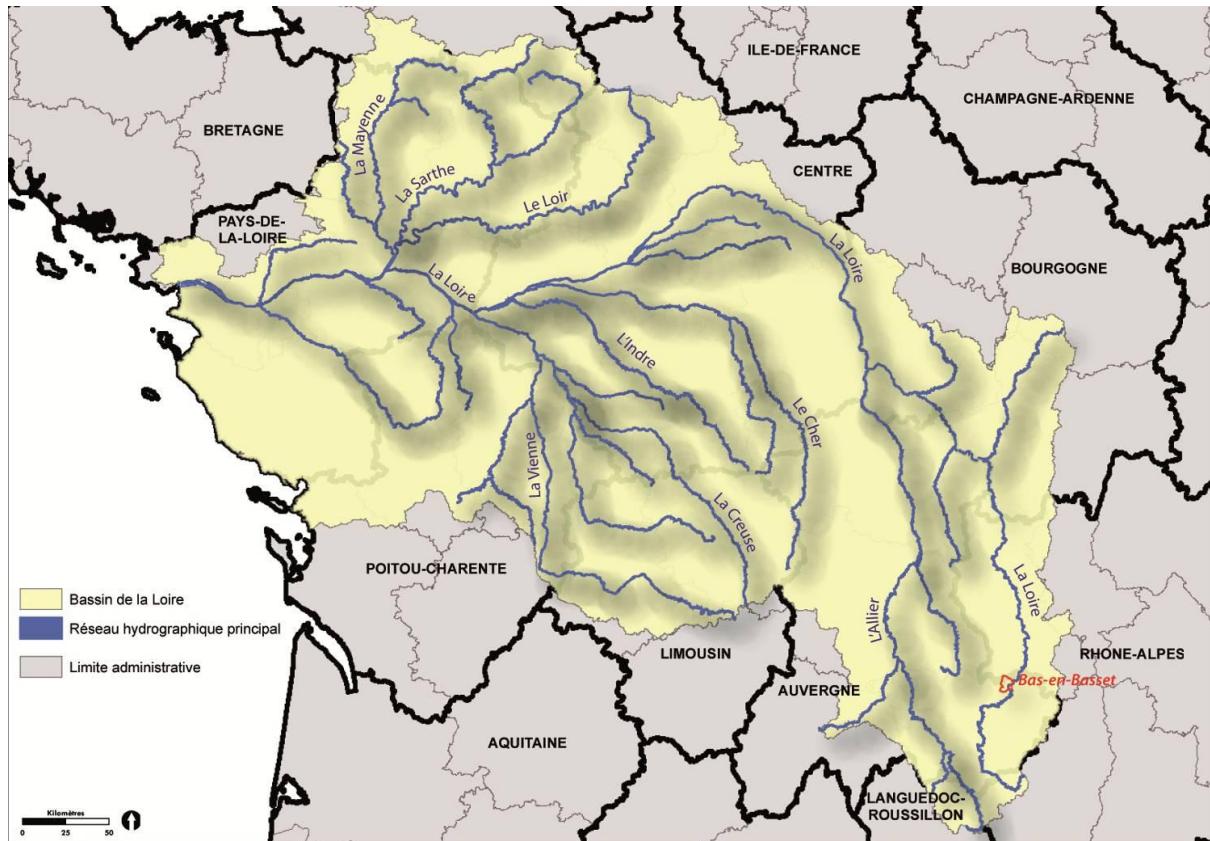 ILE-DE-FRANCE
CHAMPAGNE-ARDENNE
BRETAGNE
La Mayenne
CENTRE
La Sarthe
Le Loir
PAYS-DE-
LA-LOIRE
La Loire
BOURGOGNE
La Loire
L'Indre
Le Cher
La Vienne
La Creuse
POITOU-CHARENTE
La Loire
L'Allier
LIMOUSIN
RHONE-ALPES
AUVERGNE
Bas-en-Basset
AQUITAINE
LANGUEDOC-
ROUSSILLON
Bassin de la Loire
Réseau hydrographique principal
Limite administrative
Kilomètres
0 25 50